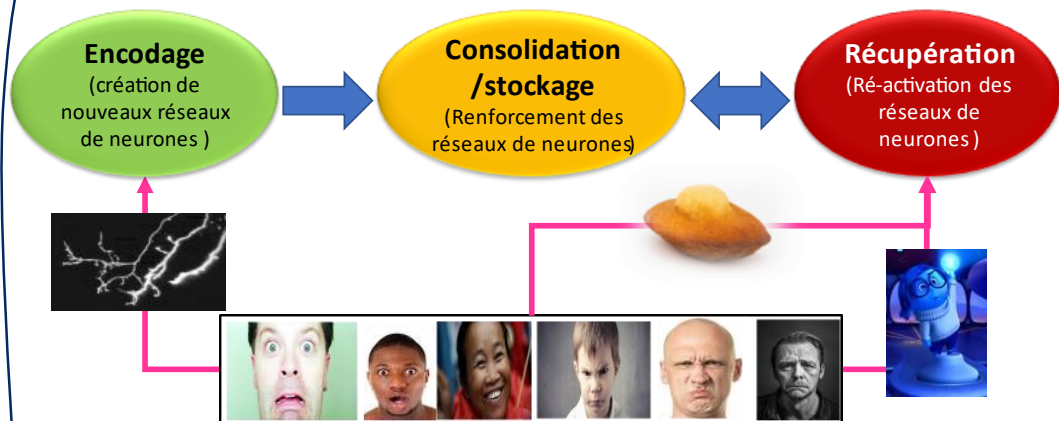 Encodage
(création de
nouveaux réseaux
de neurones )
Consolidation
/stockage
(Renforcement des
réseaux de neurones)
Récupération
(Ré-activation des
réseaux de
neurones )